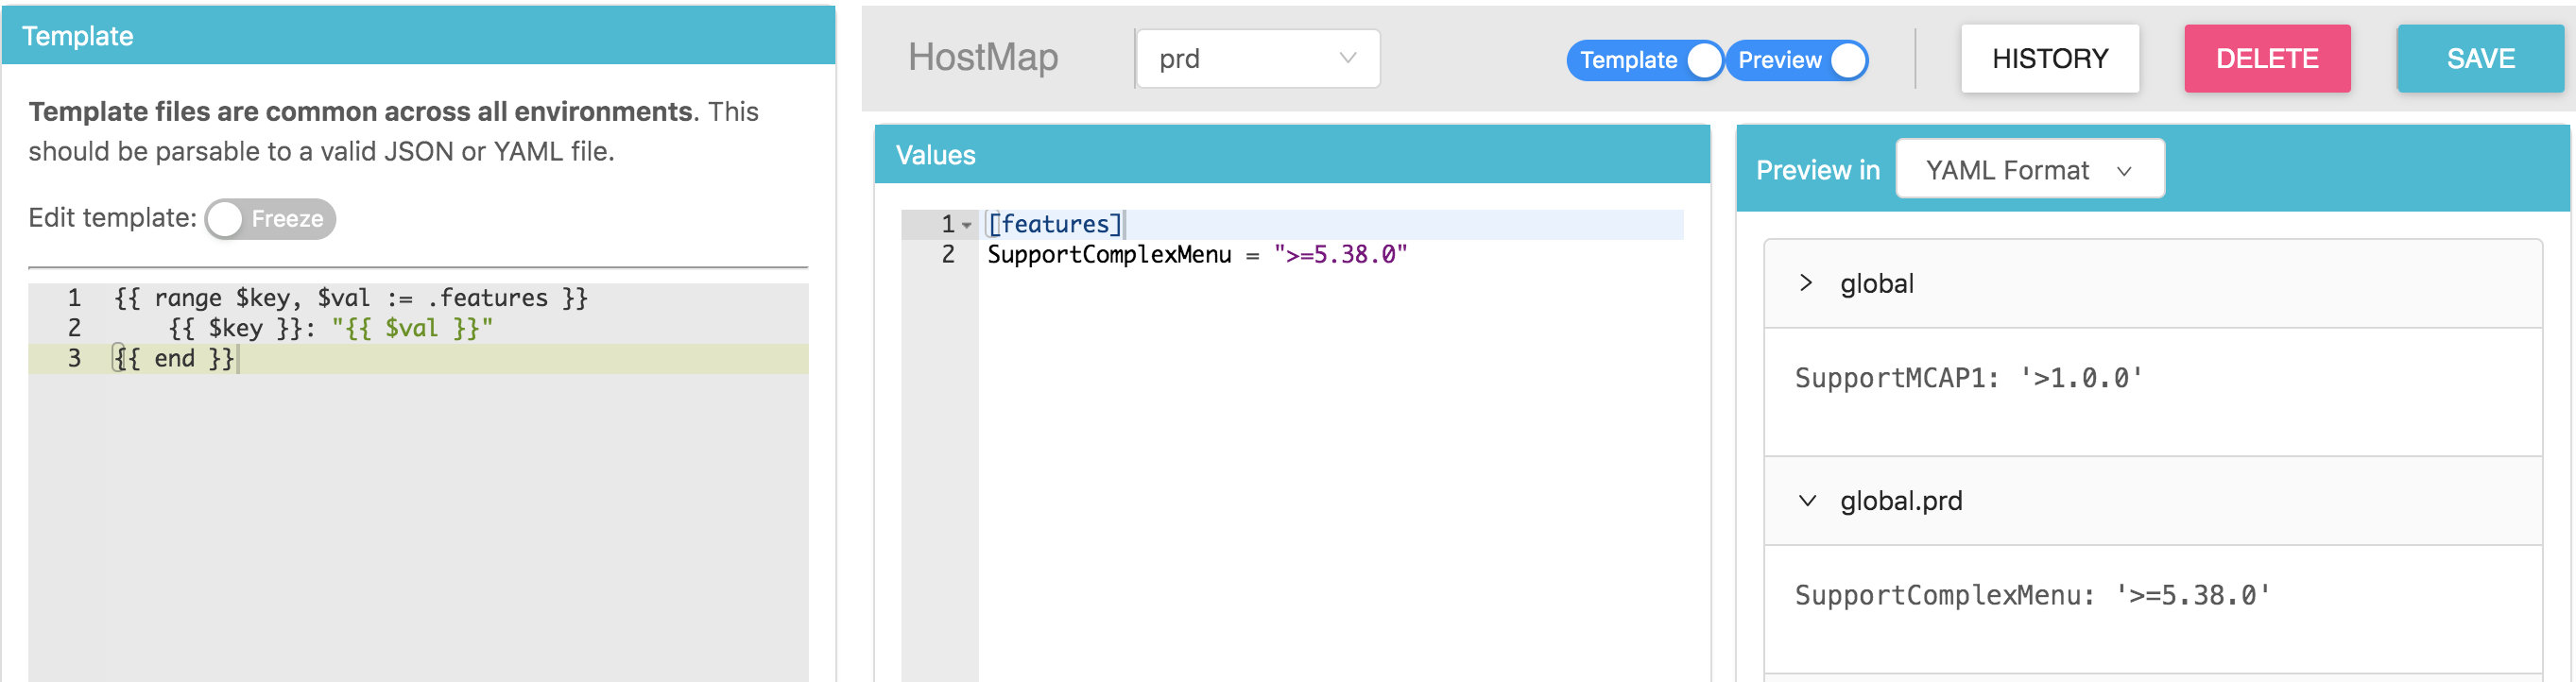 Template
Template files are common across all environments. This
should be parsable to a valid JSON or YAML file.
Edit template: Freeze
1 {{ range $key, $val := .features }}
2 {{ $key }}: "{{ $val }}"
3 {{ end }}
HostMap prd Template Preview HISTORY DELETE SAVE
Values
1 [features]
2 SupportComplexMenu = ">=5.38.0"
Preview in YAML Format
global
SupportMCAP1: '>1.0.0'
global.prd
SupportComplexMenu: '>=5.38.0'